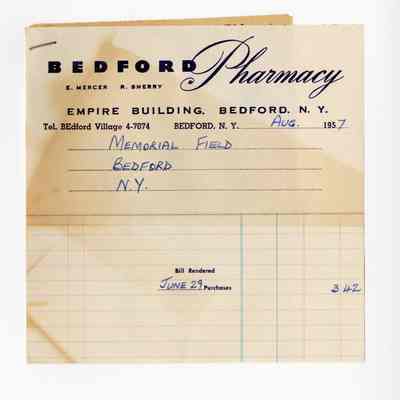 BEDFORD Pharmacy
E. MERCER R. SHERRY
EMPIRE BUILDING, BEDFORD, N. Y.
Tel. BEdford Village 4-7074 BEDFORD, N. Y. AUG. 1957
MEMORIAL FIELD
BEDFORD
N.Y.
Bill Rendered
JUNE 29 Purchases 3 42